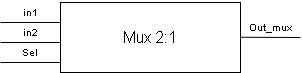 in1
in2
Sel
Mux 2:1
Out_mux